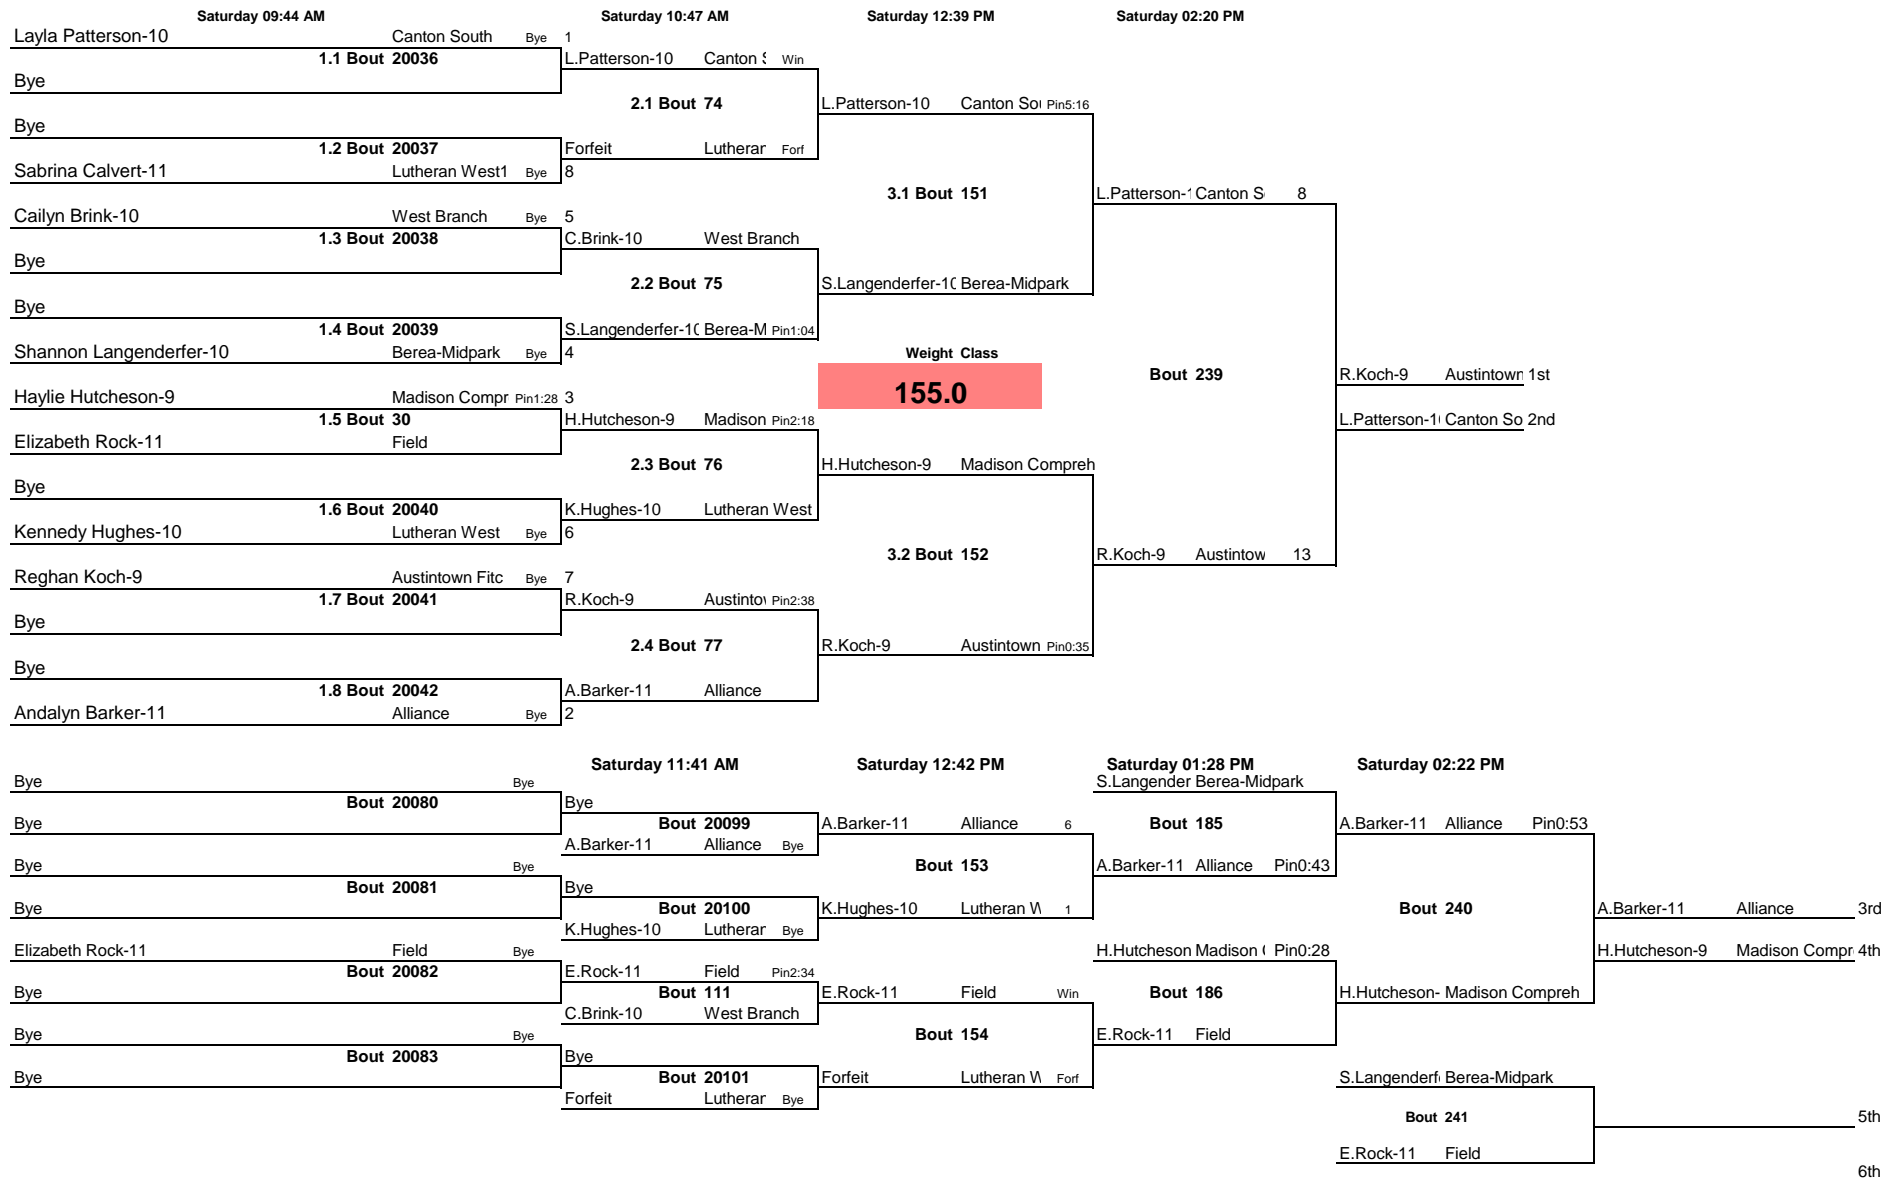 Saturday 09:44 AM Saturday 10:47 AM Saturday 12:39 PM Saturday 02:20 PM
Layla Patterson-10 Canton South Bye 1
1.1 Bout 20036 L.Patterson-10 Canton S Win
Bye
2.1 Bout 74 L.Patterson-10 Canton Sou Pin5:16
Bye
1.2 Bout 20037 Forfeit Lutheran Forf
Sabrina Calvert-11 Lutheran West1 Bye 8
3.1 Bout 151 L.Patterson-1 Canton S 8
Cailyn Brink-10 West Branch Bye 5
1.3 Bout 20038 C.Brink-10 West Branch
Bye
2.2 Bout 75 S.Langenderfer-10 Berea-Midpark
Bye
1.4 Bout 20039 S.Langenderfer-10 Berea-M Pin1:04
Shannon Langenderfer-10 Berea-Midpark Bye 4
Weight Class
Bout 239 R.Koch-9 Austintown 1st
Haylie Hutcheson-9 Madison Compr Pin1:28 3
155.0
1.5 Bout 30 H.Hutcheson-9 Madison Pin2:18 L.Patterson-10 Canton So 2nd
Elizabeth Rock-11 Field
2.3 Bout 76 H.Hutcheson-9 Madison Compreh
Bye
1.6 Bout 20040 K.Hughes-10 Lutheran West
Kennedy Hughes-10 Lutheran West Bye 6
3.2 Bout 152 R.Koch-9 Austintow 13
Reghan Koch-9 Austintown Fitc Bye 7
1.7 Bout 20041 R.Koch-9 Austintow Pin2:38
Bye
2.4 Bout 77 R.Koch-9 Austintown Pin0:35
Bye
1.8 Bout 20042 A.Barker-11 Alliance
Andalyn Barker-11 Alliance Bye 2
Saturday 11:41 AM Saturday 12:42 PM Saturday 01:28 PM Saturday 02:22 PM
Bye Bye S.Langender Berea-Midpark
Bout 20080 Bye
Bye Bout 20099 A.Barker-11 Alliance 6 Bout 185 A.Barker-11 Alliance Pin0:53
A.Barker-11 Alliance Bye
Bye Bye Bout 153 A.Barker-11 Alliance Pin0:43
Bout 20081 Bye
Bye Bout 20100 K.Hughes-10 Lutheran W 1 Bout 240 A.Barker-11 Alliance 3rd
K.Hughes-10 Lutheran Bye
Elizabeth Rock-11 Field Bye H.Hutcheson Madison C Pin0:28 H.Hutcheson-9 Madison Compr 4th
Bout 20082 E.Rock-11 Field Pin2:34
Bye Bout 111 E.Rock-11 Field Win Bout 186 H.Hutcheson- Madison Compreh
C.Brink-10 West Branch
Bye Bye Bout 154 E.Rock-11 Field
Bout 20083 Bye
Bye Bout 20101 Forfeit Lutheran W Forf S.Langenderf Berea-Midpark
Forfeit Lutheran Bye
Bout 241 5th
E.Rock-11 Field
6th